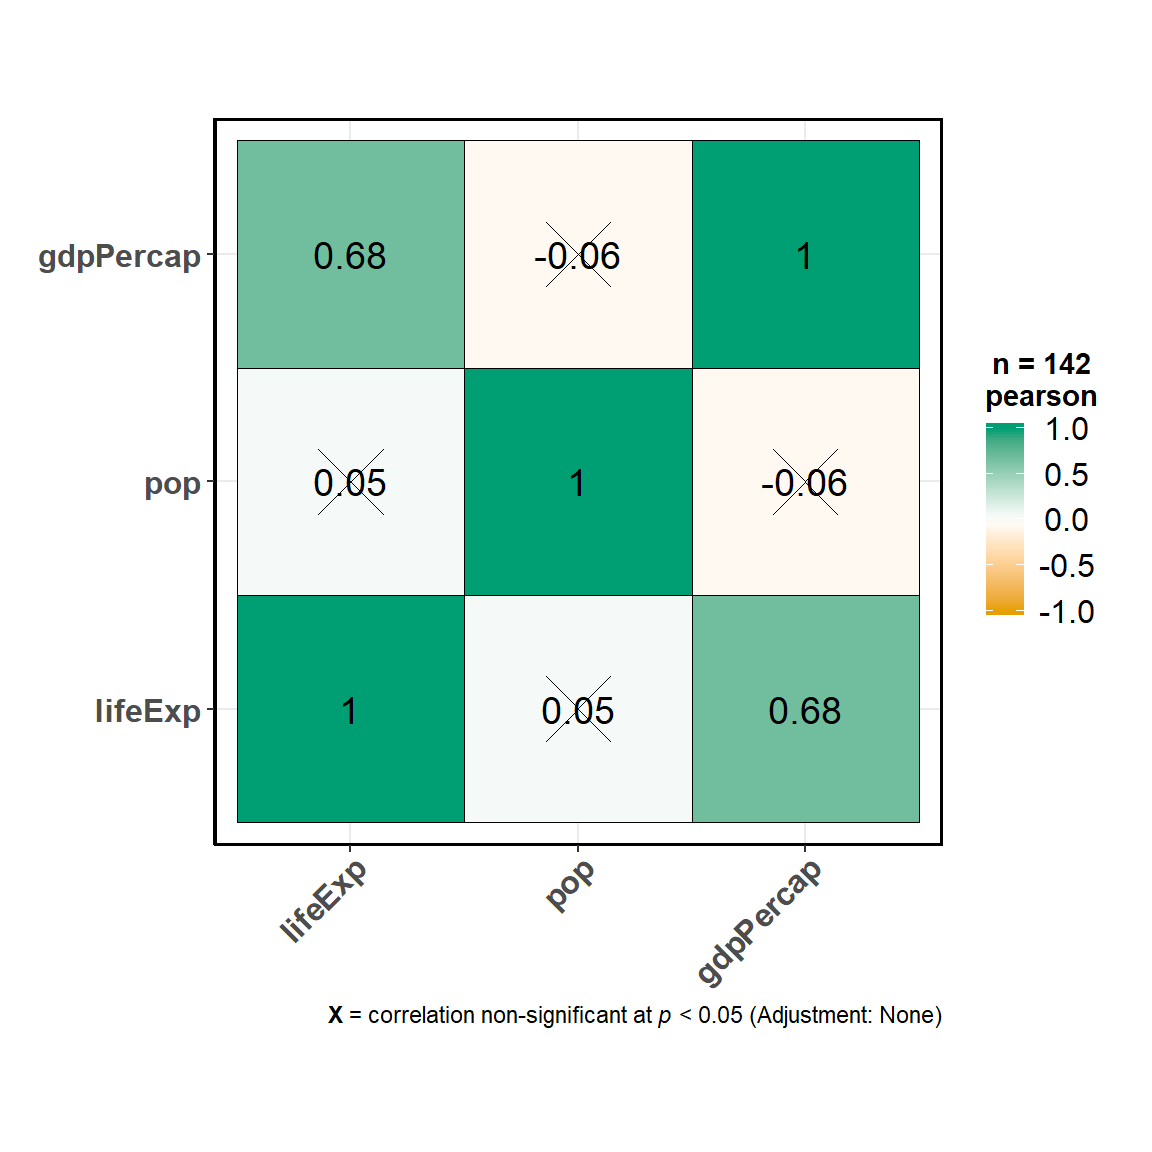 gdpPercap
0.68
-0.06
1
pop
0.05
1
-0.06
lifeExp
1
0.05
0.68
lifeExp
pop
gdpPercap
n = 142
pearson
1.0
0.5
0.0
-0.5
-1.0
X = correlation non-significant at p < 0.05 (Adjustment: None)